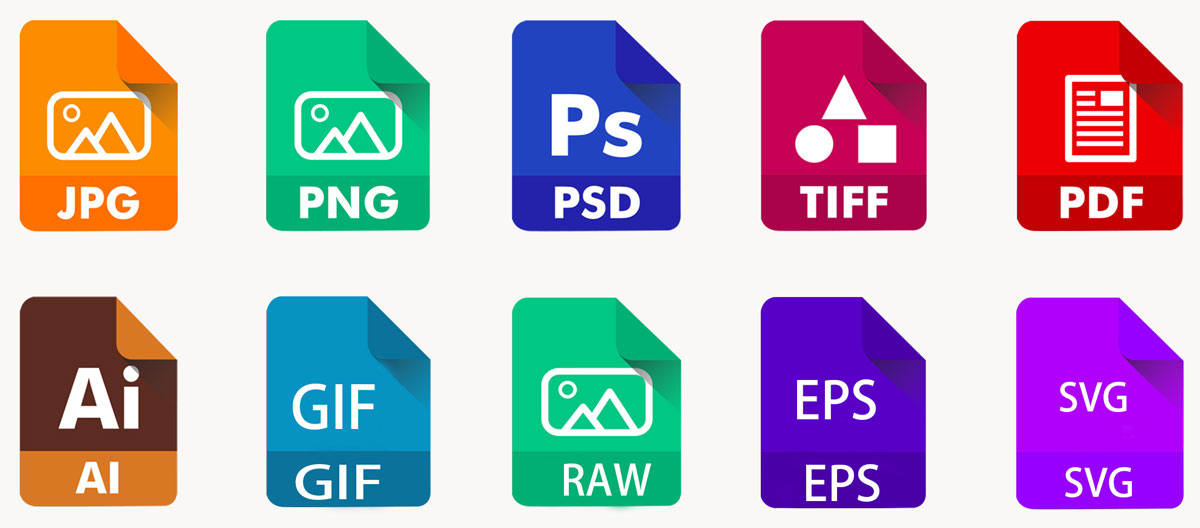 JPG
PNG
Ps
PSD
TIFF
PDF
Ai
AI
GIF
GIF
RAW
EPS
EPS
SVG
SVG